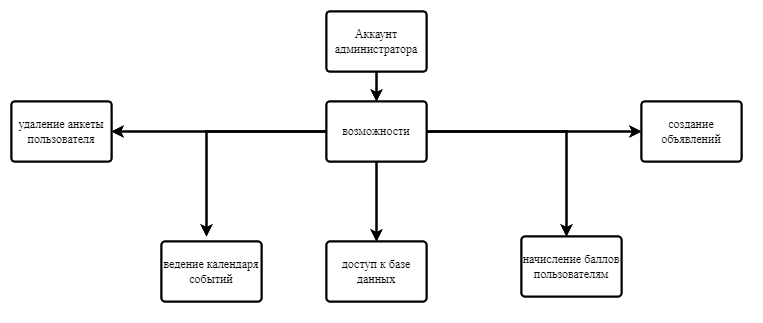 Аккаунт
администратора
удаление анкеты
пользователя
возможности
создание
объявлений
ведение календаря
событий
доступ к базе
данных
начисление баллов
пользователям